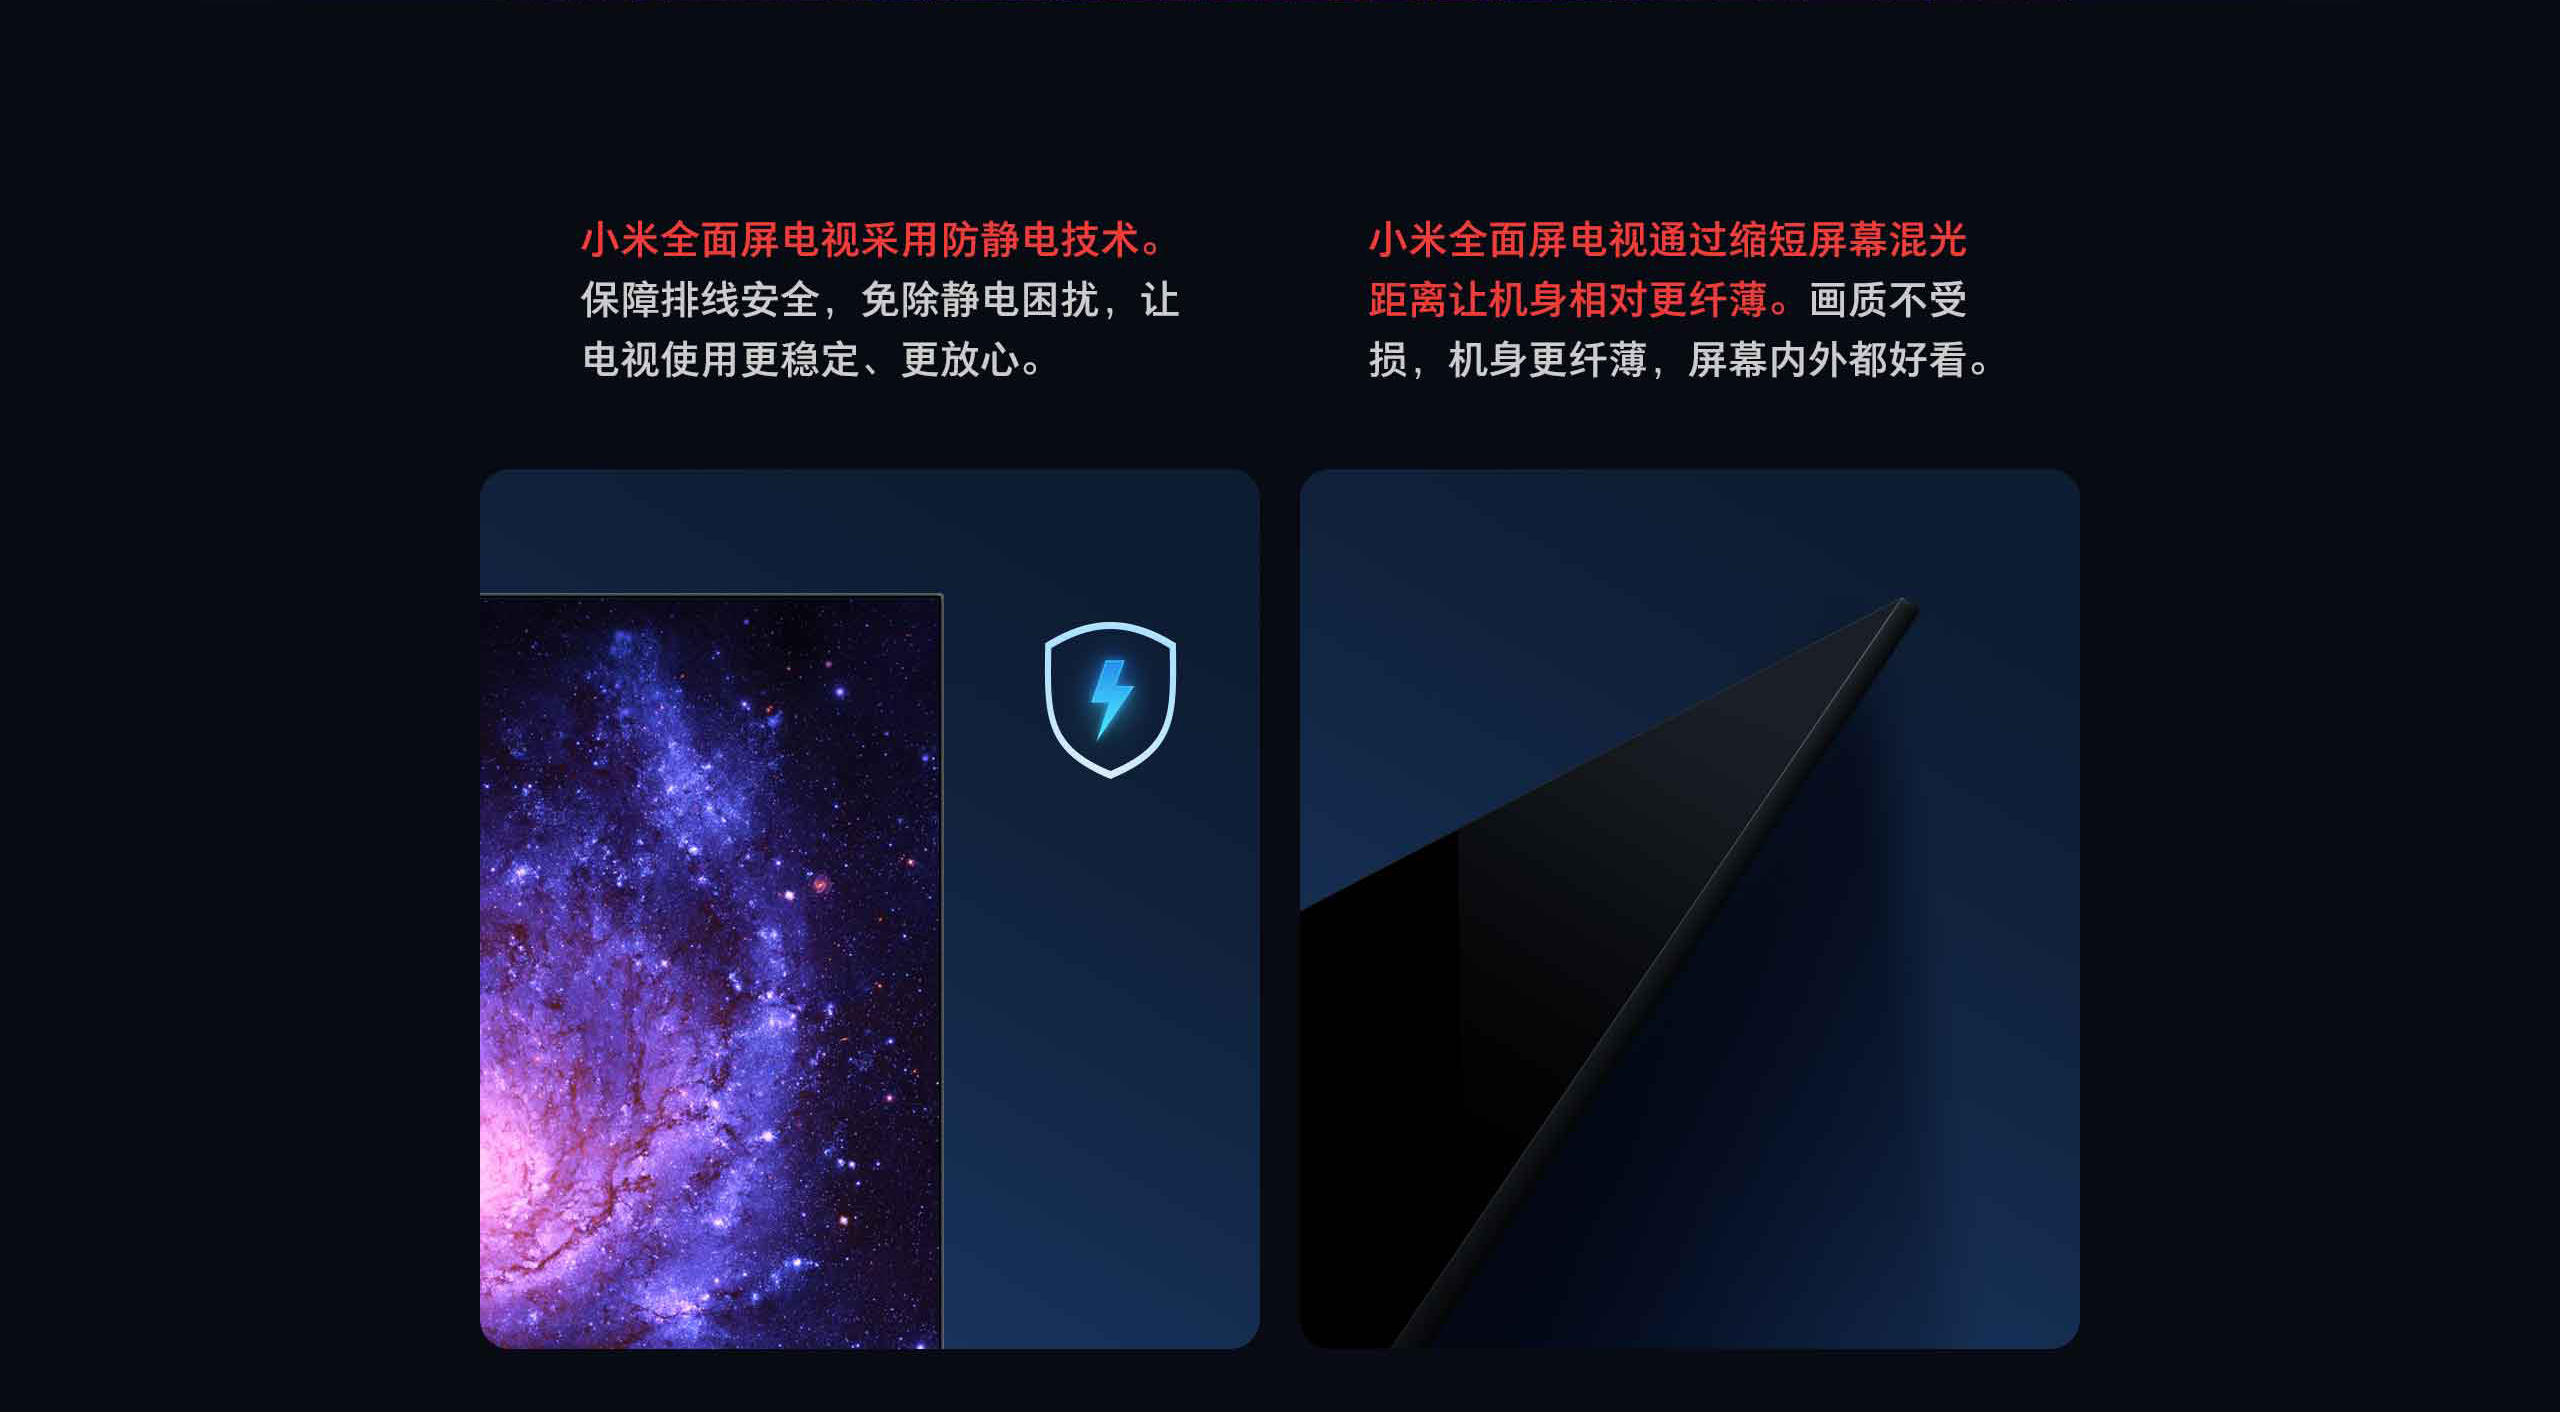 小米全面屏电视采用防静电技术。
保障排线安全，免除静电困扰，让
电视使用更稳定、更放心。
小米全面屏电视通过缩短屏幕混光
距离让机身相对更纤薄。画质不受
损，机身更纤薄，屏幕内外都好看。